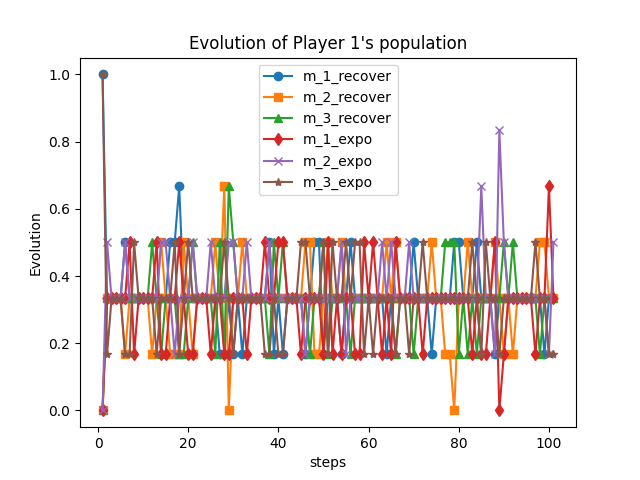 Evolution of Player 1's population
m_1_recover
m_2_recover
m_3_recover
m_1_expo
m_2_expo
m_3_expo
Evolution
1.0
0.8
0.6
0.4
0.2
0.0
0 20 40 60 80 100
steps